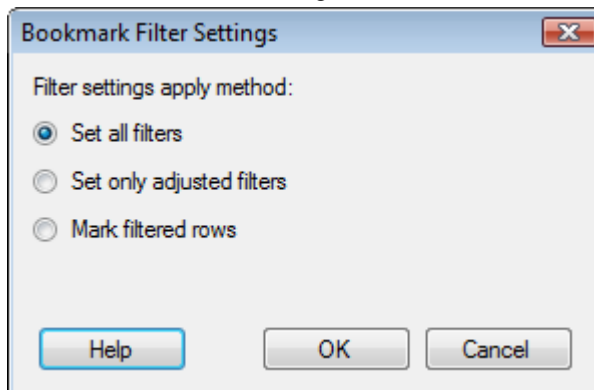 Bookmark Filter Settings
Filter settings apply method:
Set all filters
Set only adjusted filters
Mark filtered rows
Help OK Cancel